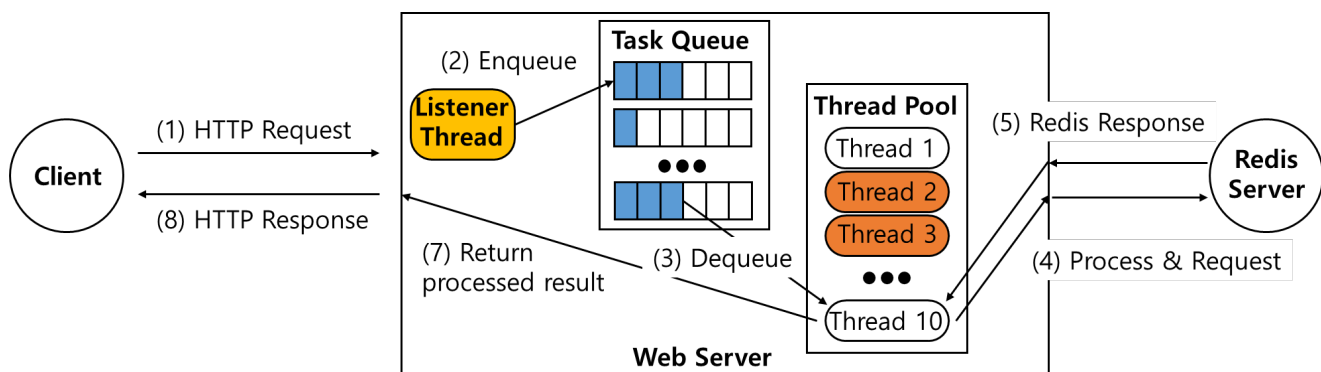 Task Queue
(2) Enqueue
Listener
Thread
Thread Pool
(1) HTTP Request
(5) Redis Response
Thread 1
Client
Redis
Server
Thread 2
(8) HTTP Response
Thread 3
(7) Return
processed result
(3) Dequeue
(4) Process & Request
Thread 10
Web Server